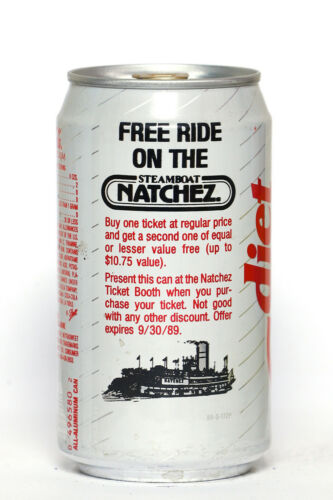 FREE RIDE
ON THE
STEAMBOAT
NATCHEZ.
Buy one ticket at regular price
and get a second one of equal
or lesser value free (up to
$10.75 value).
Present this can at the Natchez
Ticket Booth when you pur-
chase your ticket. Not good
with any other discount. Offer
expires 9/30/89.
NATCHEZ
diet
ALL-ALUMINUM CAN